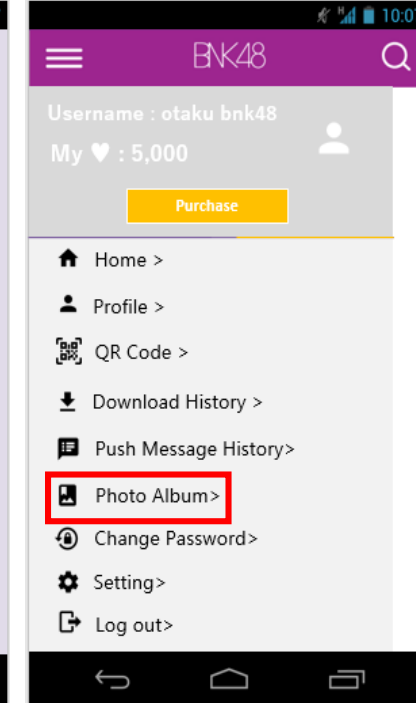 H 10:07
BNK48
Username : otaku bnk48
My ♥ : 5,000
Purchase
Home >
Profile >
QR Code >
Download History >
Push Message History>
Photo Album>
Change Password>
Setting>
Log out>